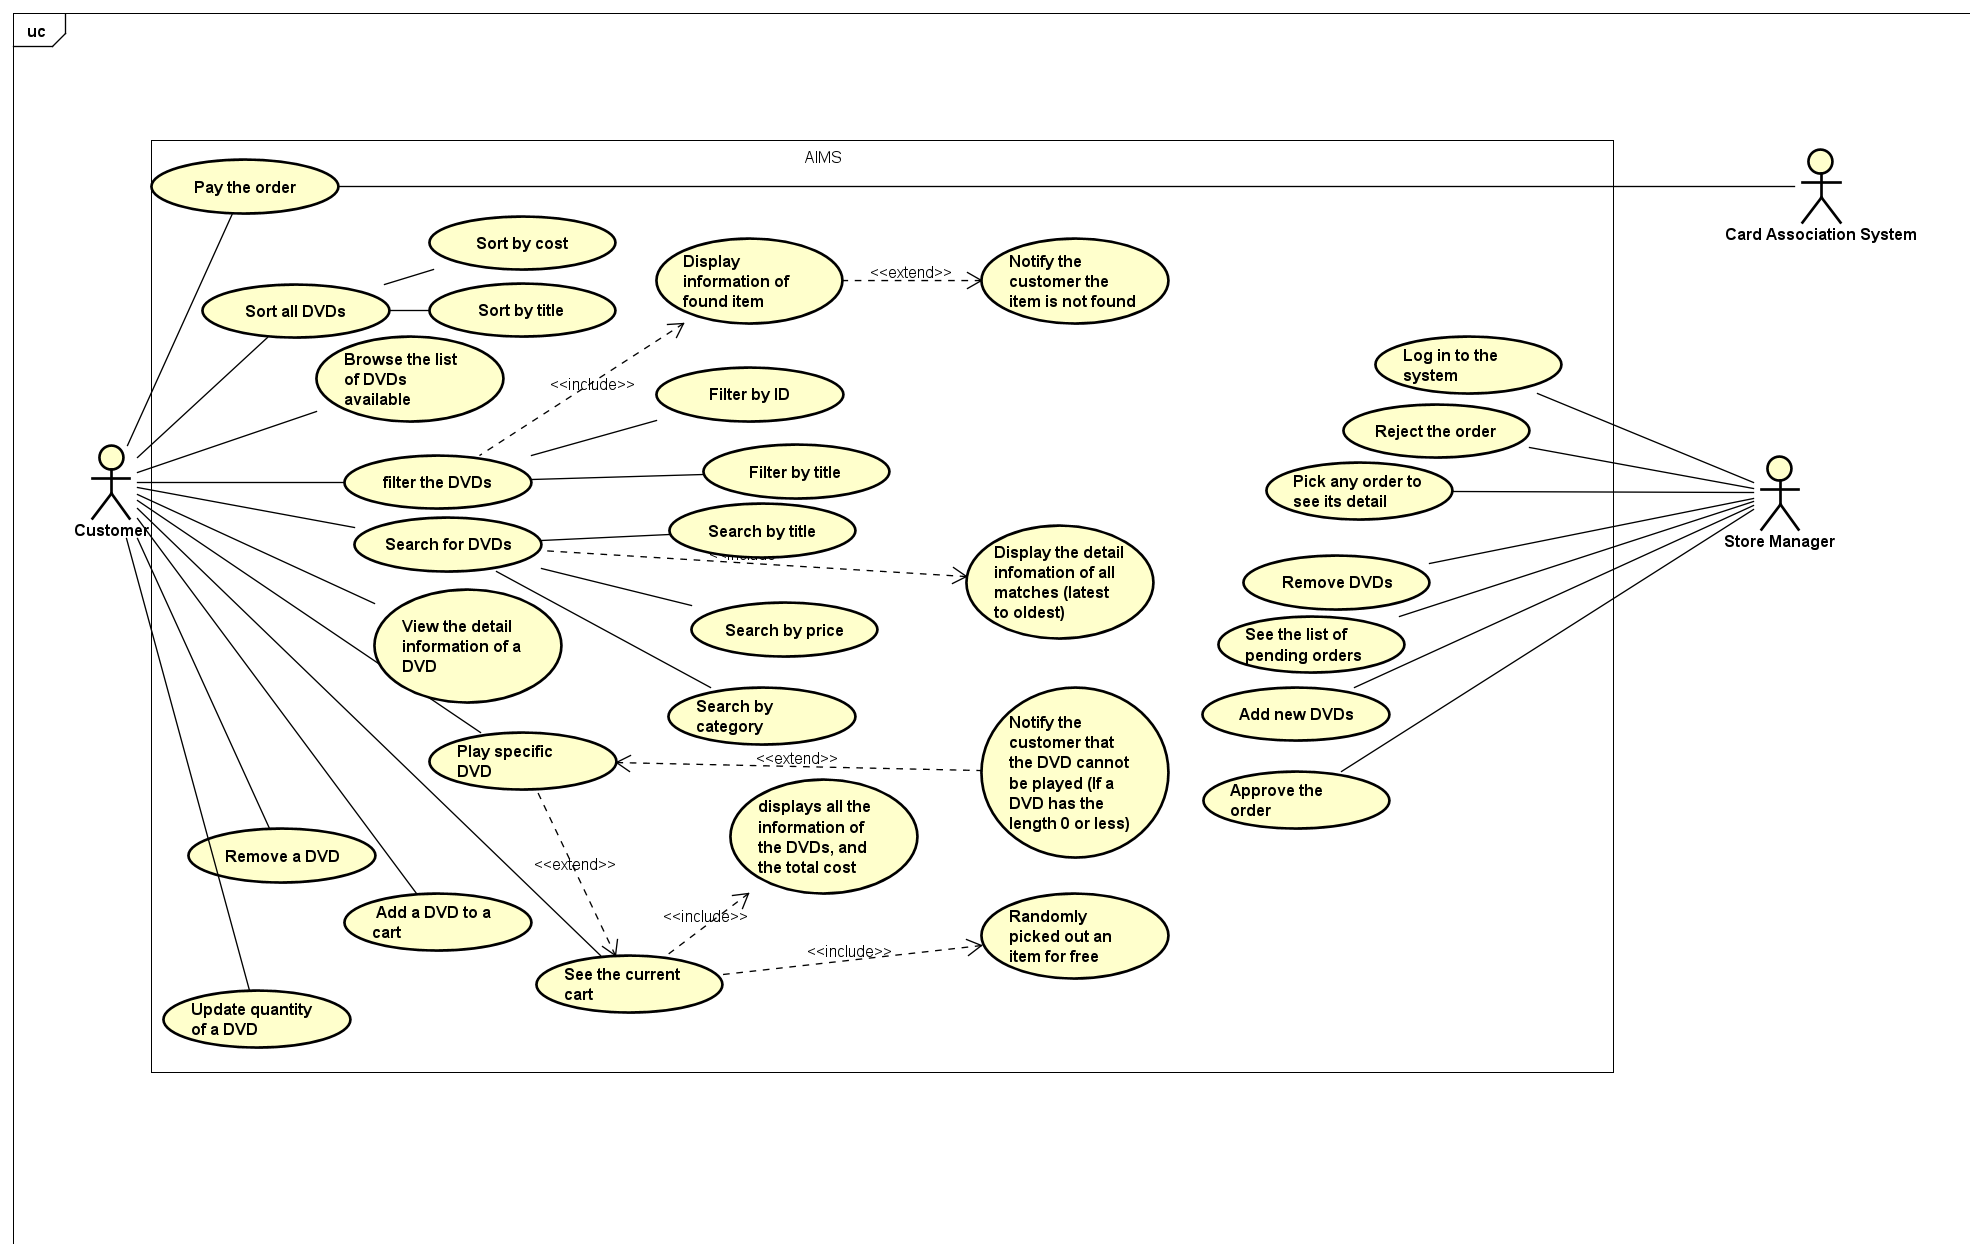 uc
AIMS
Pay the order
Card Association System
Sort by cost
Display
information of
found item
<<extend>>
Notify the
customer the
item is not found
Sort all DVDs
Sort by title
Browse the list
of DVDs
available
<<include>>
Filter by ID
Log in to the
system
Reject the order
Customer
filter the DVDs
Filter by title
Pick any order to
see its detail
Store Manager
Search for DVDs
Search by title
<<include
Display the detail
infomation of all
matches (latest
to oldest)
Remove DVDs
View the detail
information of a
DVD
Search by price
See the list of
pending orders
Search by
category
Add new DVDs
Play specific
DVD
<<extend>>
Notify the
customer that
the DVD cannot
be played (If a
DVD has the
length 0 or less)
Approve the
order
displays all the
information of
the DVDs, and
the total cost
Remove a DVD
<<extend>>
Add a DVD to a
cart
<<include>>
<<include>>
Randomly
picked out an
item for free
See the current
cart
Update quantity
of a DVD